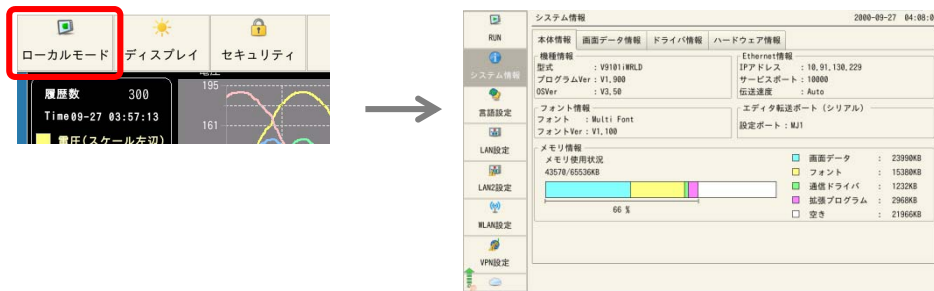 ローカルモード
ディスプレイ
セキュリティ
履歴数 300
Time09-27 03:57:13
電圧(スケール左辺)
195
161
システム情報 2000-09-27 04:08:0
RUN
システム情報
言語設定
LAN設定
LAN2設定
WLAN設定
VPN設定
本体情報 画面データ情報 ドライバ情報 ハードウェア情報
機種情報
型式 : V9101iWRLD
プログラムVer : V1,900
OSVer : V3,50
Ethernet情報
IPアドレス : 10,91,130,229
サービスポート : 10000
伝送速度 : Auto
フォント情報
フォント : Multi Font
フォントVer : V1,100
エディタ転送ポート (シリアル)
設定ポート : MJ1
メモリ情報
メモリ使用状況
43570/65536KB
66 %
画面データ : 23990KB
フォント : 15380KB
通信ドライバ : 1232KB
拡張プログラム : 2968KB
空き : 21966KB